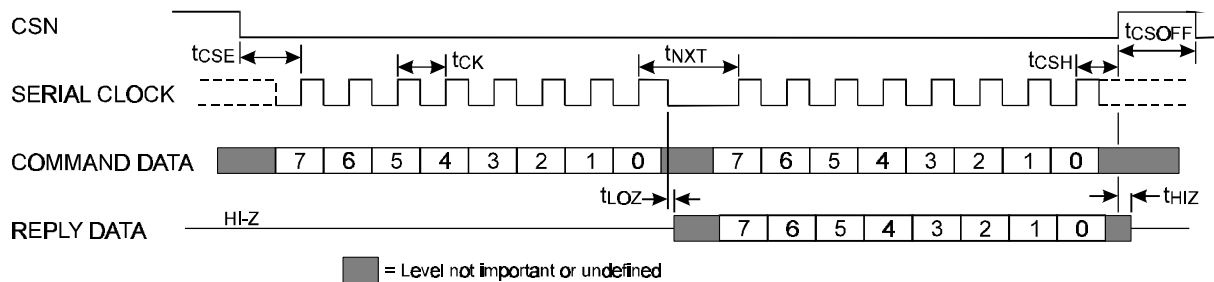 CSN
tCSE
tCK
tNXT
tCSH
tCSOFF
SERIAL CLOCK
COMMAND DATA
7 6 5 4 3 2 1 0 7 6 5 4 3 2 1 0
tLOZ
tHIZ
HI-Z
REPLY DATA
7 6 5 4 3 2 1 0
= Level not important or undefined